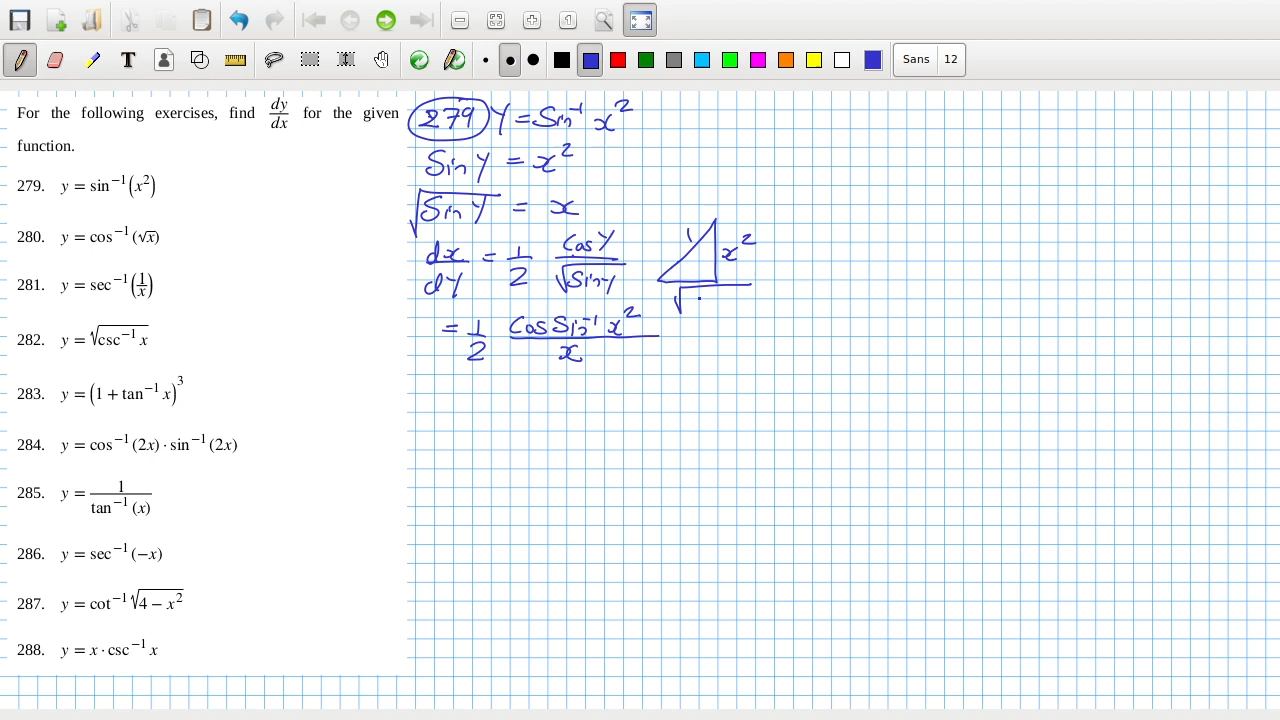 Sans 12
For the following exercises, find dy/dx for the given
function.
279. y = sin⁻¹(x²)
280. y = cos⁻¹(√x)
281. y = sec⁻¹(1/x)
282. y = √(csc⁻¹ x)
283. y = (1 + tan⁻¹ x)³
284. y = cos⁻¹(2x) · sin⁻¹(2x)
285. y = 1/tan⁻¹(x)
286. y = sec⁻¹(−x)
287. y = cot⁻¹√(4 − x²)
288. y = x · csc⁻¹ x
279 Y = Sin⁻¹ x²
Sin Y = x²
√(Sin Y) = x
dx/dY = 1/2 Cos Y/√(Sin Y)
1 x²
√
= 1/2 Cos Sin⁻¹ x²/x